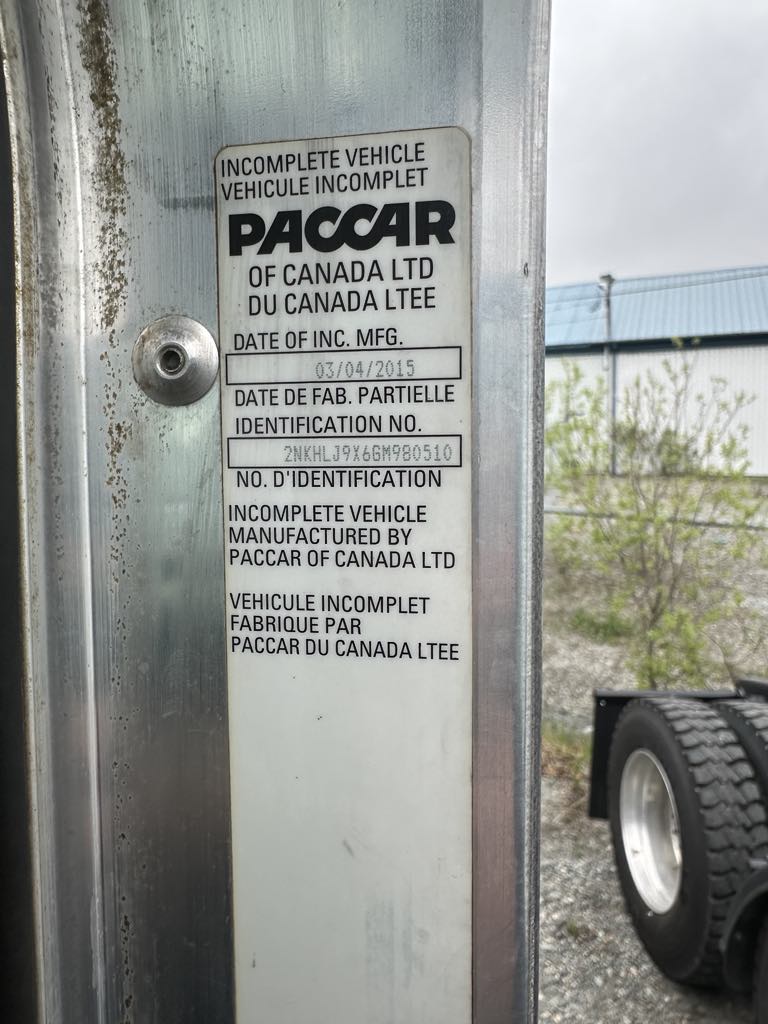 INCOMPLETE VEHICLE
VEHICULE INCOMPLET
PACCAR
OF CANADA LTD
DU CANADA LTEE
DATE OF INC. MFG.
03/04/2015
DATE DE FAB. PARTIELLE
IDENTIFICATION NO.
2NKHLJ9X6GM980510
NO. D'IDENTIFICATION
INCOMPLETE VEHICLE
MANUFACTURED BY
PACCAR OF CANADA LTD
VEHICULE INCOMPLET
FABRIQUE PAR
PACCAR DU CANADA LTEE